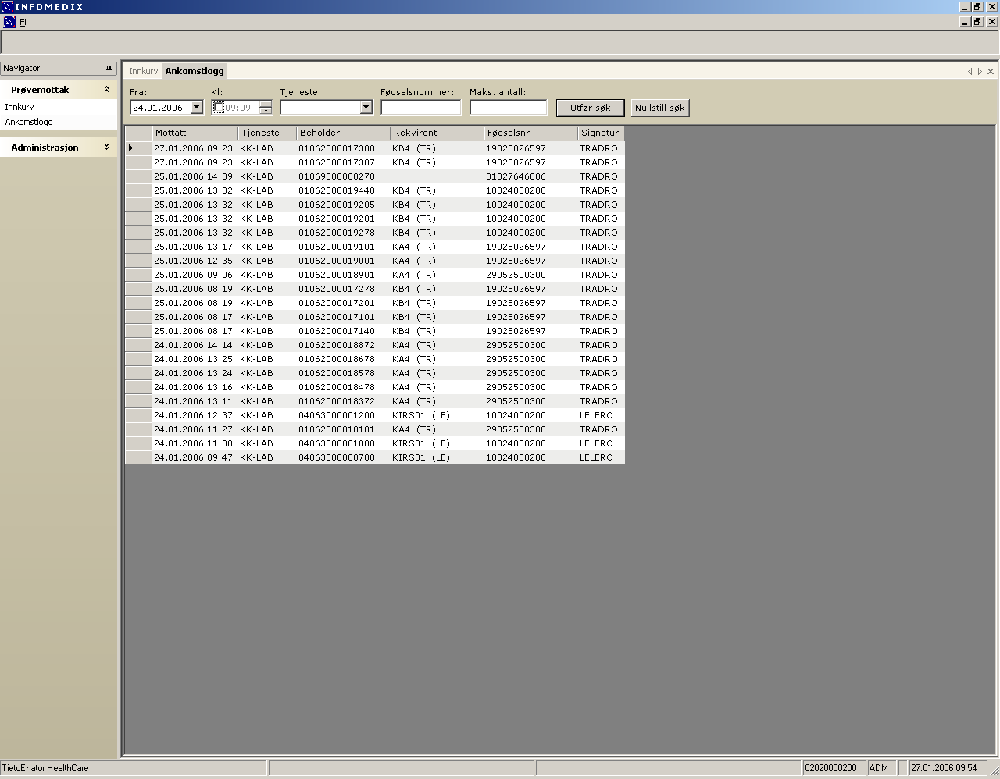 INFOMEDIX
Fil
Navigator
Prøvemottak
Innkurv
Ankomstlogg
Administrasjon
Innkurv Ankomstlogg
Fra: Kl: Tjeneste: Fødselsnummer: Maks. antall:
24.01.2006 09:09 Utfør søk Nullstill søk
Mottatt Tjeneste Beholder Rekvirent Fødselsnr Signatur
27.01.2006 09:23 KK-LAB 01062000017388 KB4 (TR) 19025026597 TRADRO
27.01.2006 09:23 KK-LAB 01062000017387 KB4 (TR) 19025026597 TRADRO
25.01.2006 14:39 KK-LAB 01069800000278 01027646006 TRADRO
25.01.2006 13:32 KK-LAB 01062000019440 KB4 (TR) 10024000200 TRADRO
25.01.2006 13:32 KK-LAB 01062000019205 KB4 (TR) 10024000200 TRADRO
25.01.2006 13:32 KK-LAB 01062000019201 KB4 (TR) 10024000200 TRADRO
25.01.2006 13:32 KK-LAB 01062000019278 KB4 (TR) 10024000200 TRADRO
25.01.2006 13:17 KK-LAB 01062000019101 KA4 (TR) 19025026597 TRADRO
25.01.2006 12:35 KK-LAB 01062000019001 KA4 (TR) 19025026597 TRADRO
25.01.2006 09:06 KK-LAB 01062000018901 KA4 (TR) 29052500300 TRADRO
25.01.2006 08:19 KK-LAB 01062000017278 KB4 (TR) 19025026597 TRADRO
25.01.2006 08:19 KK-LAB 01062000017201 KB4 (TR) 19025026597 TRADRO
25.01.2006 08:17 KK-LAB 01062000017101 KB4 (TR) 19025026597 TRADRO
25.01.2006 08:17 KK-LAB 01062000017140 KB4 (TR) 19025026597 TRADRO
24.01.2006 14:14 KK-LAB 01062000018872 KA4 (TR) 29052500300 TRADRO
24.01.2006 13:25 KK-LAB 01062000018678 KA4 (TR) 29052500300 TRADRO
24.01.2006 13:24 KK-LAB 01062000018578 KA4 (TR) 29052500300 TRADRO
24.01.2006 13:16 KK-LAB 01062000018478 KA4 (TR) 29052500300 TRADRO
24.01.2006 13:11 KK-LAB 01062000018372 KA4 (TR) 29052500300 TRADRO
24.01.2006 12:37 KK-LAB 04063000001200 KIRS01 (LE) 10024000200 LELERO
24.01.2006 11:27 KK-LAB 01062000018101 KA4 (TR) 29052500300 TRADRO
24.01.2006 11:08 KK-LAB 04063000001000 KIRS01 (LE) 10024000200 LELERO
24.01.2006 09:47 KK-LAB 04063000000700 KIRS01 (LE) 10024000200 LELERO
TietoEnator HealthCare 02020000200 ADM 27.01.2006 09:54